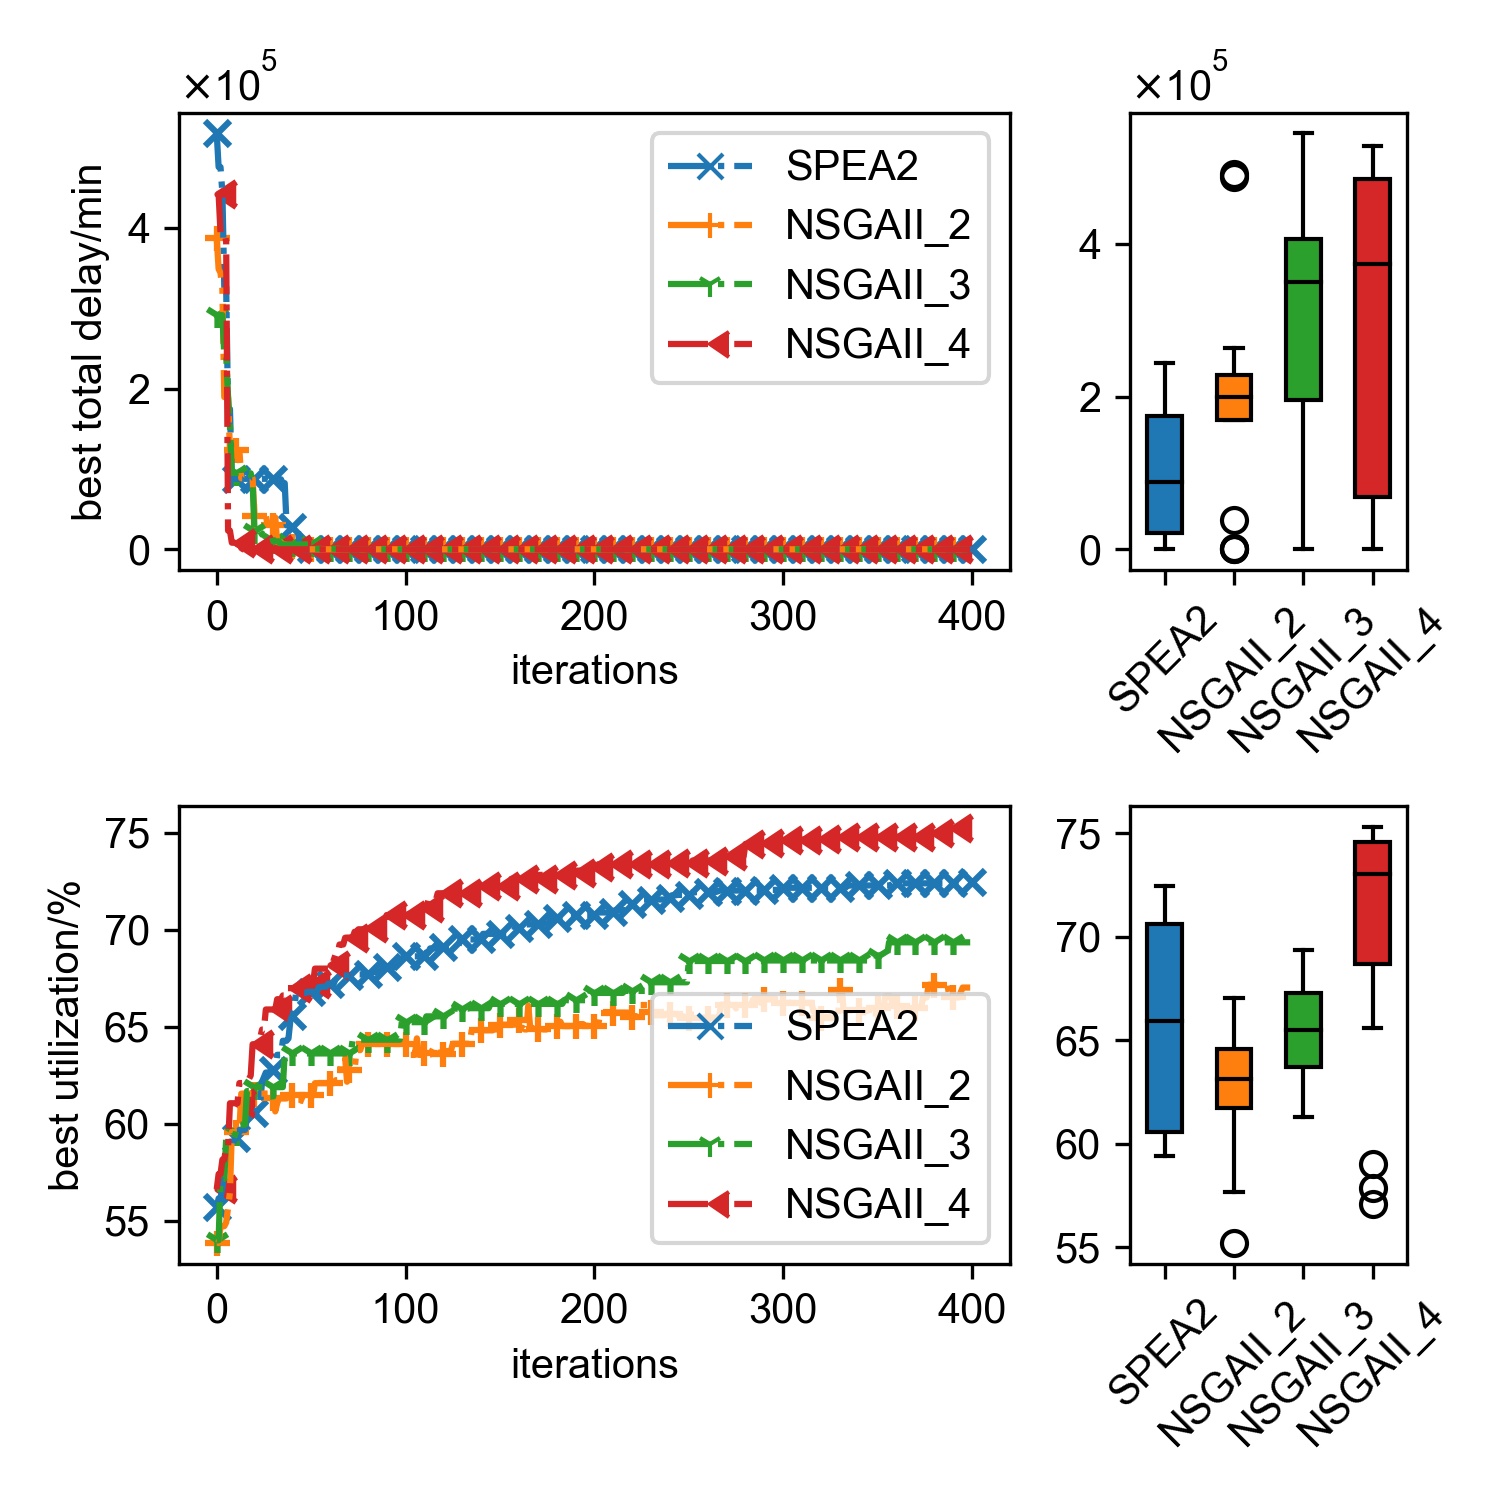 ×10^5
best total delay/min
4
2
0
0 100 200 300 400
iterations
SPEA2
NSGAII_2
NSGAII_3
NSGAII_4
×10^5
4
2
0
SPEA2
NSGAII_2
NSGAII_3
NSGAII_4
best utilization/%
75
70
65
60
55
0 100 200 300 400
iterations
SPEA2
NSGAII_2
NSGAII_3
NSGAII_4
75
70
65
60
55
SPEA2
NSGAII_2
NSGAII_3
NSGAII_4